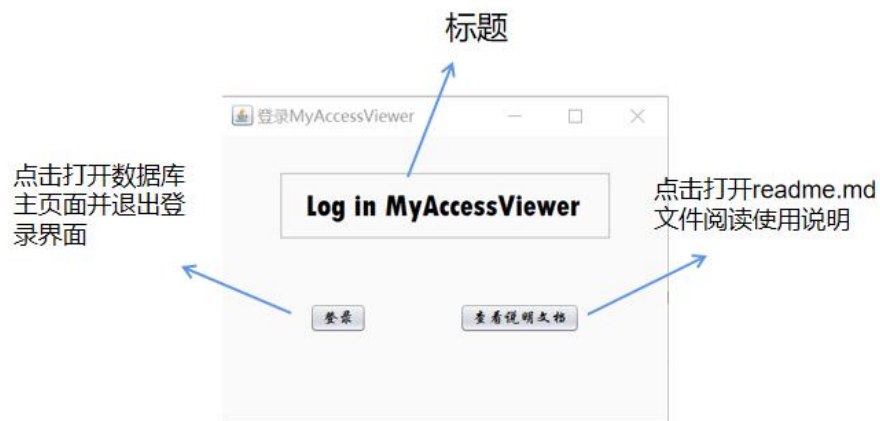 标题
登录MyAccessViewer
点击打开数据库
主页面并退出登
录界面
Log in MyAccessViewer
点击打开readme.md
文件阅读使用说明
登录
查看说明文档